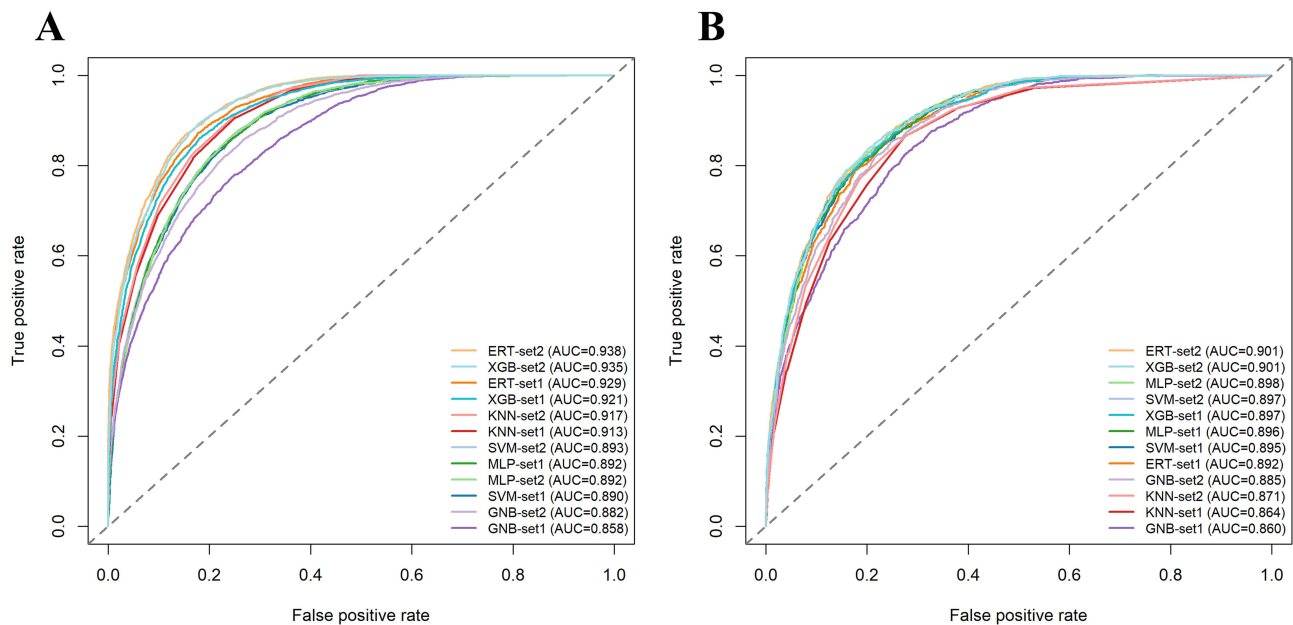 A
1.0
0.8
0.6
0.4
0.2
0.0
True positive rate
ERT-set2 (AUC=0.938)
XGB-set2 (AUC=0.935)
ERT-set1 (AUC=0.929)
XGB-set1 (AUC=0.921)
KNN-set2 (AUC=0.917)
KNN-set1 (AUC=0.913)
SVM-set2 (AUC=0.893)
MLP-set1 (AUC=0.892)
MLP-set2 (AUC=0.892)
SVM-set1 (AUC=0.890)
GNB-set2 (AUC=0.882)
GNB-set1 (AUC=0.858)
0.0 0.2 0.4 0.6 0.8 1.0
False positive rate
B
1.0
0.8
0.6
0.4
0.2
0.0
True positive rate
ERT-set2 (AUC=0.901)
XGB-set2 (AUC=0.901)
MLP-set2 (AUC=0.898)
SVM-set2 (AUC=0.897)
XGB-set1 (AUC=0.897)
MLP-set1 (AUC=0.896)
SVM-set1 (AUC=0.895)
ERT-set1 (AUC=0.892)
GNB-set2 (AUC=0.885)
KNN-set2 (AUC=0.871)
KNN-set1 (AUC=0.864)
GNB-set1 (AUC=0.860)
0.0 0.2 0.4 0.6 0.8 1.0
False positive rate